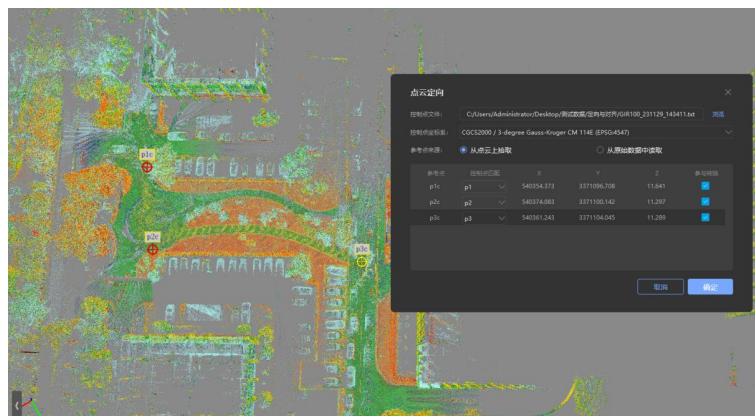 点云定向
控制点文件: C:/Users/Administrator/Desktop/测试数据/定向与对齐/GIR100_231129_143411.txt 浏览
控制点坐标系: CGCS2000 / 3-degree Gauss-Kruger CM 114E (EPSG:4547)
参考点来源: 从点云上拾取 从原始数据中读取
参考点 控制点匹配 X Y Z 参与转换
p1c p1 540354.373 3371096.708 11.641
p2c p2 540374.083 3371100.142 11.297
p3c p3 540361.243 3371104.045 11.289
取消 确定
p1c
p2c
p3c